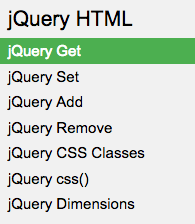 jQuery HTML
jQuery Get
jQuery Set
jQuery Add
jQuery Remove
jQuery CSS Classes
jQuery css()
jQuery Dimensions